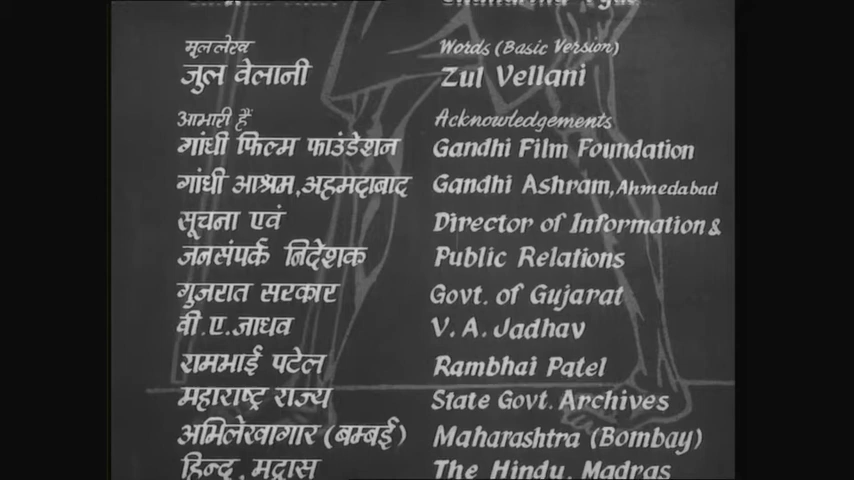 मूललेख Words (Basic Version)
जुल वेलानी Zul Vellani
आभारी हैं Acknowledgements
गांधी फिल्म फाउंडेशन Gandhi Film Foundation
गांधी आश्रम,अहमदाबाद Gandhi Ashram, Ahmedabad
सूचना एवं Director of Information &
जनसंपर्क निदेशक Public Relations
गुजरात सरकार Govt. of Gujarat
वी.ए.जाधव V. A. Jadhav
रामभाई पटेल Rambhai Patel
महाराष्ट्र राज्य State Govt. Archives
अभिलेखागार (बम्बई) Maharashtra (Bombay)
हिन्दू, मद्रास The Hindu, Madras